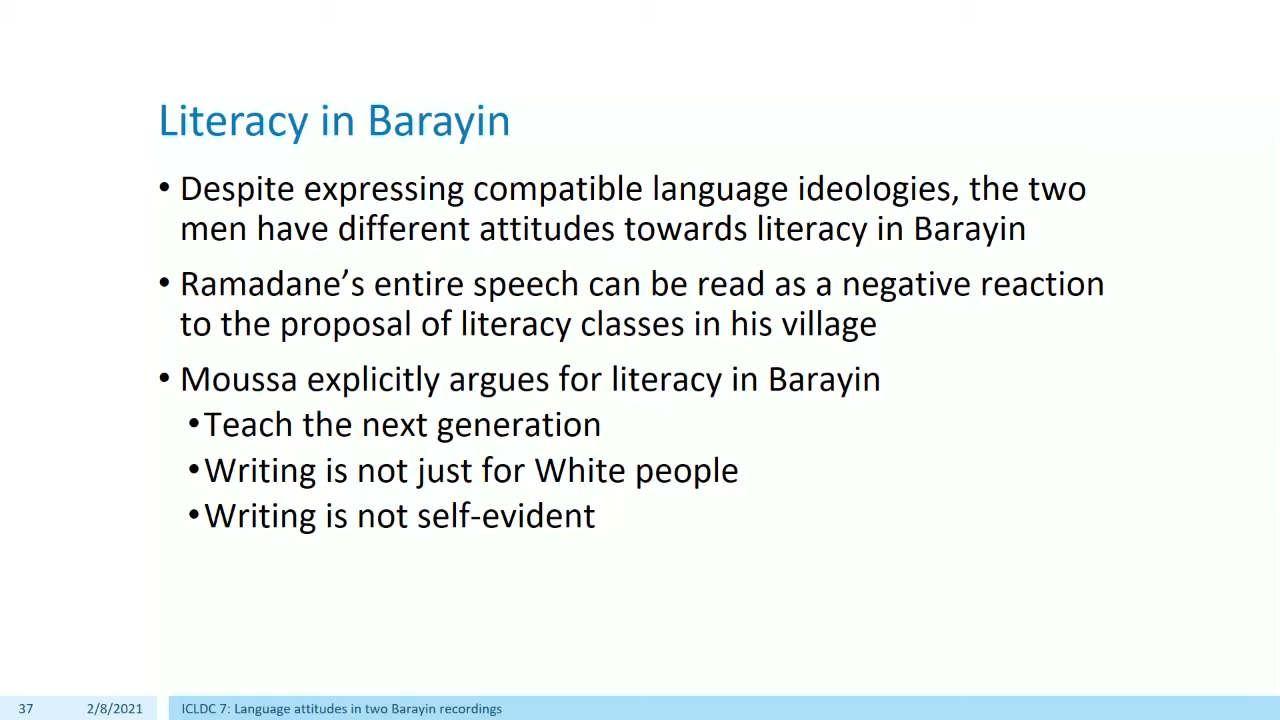 Literacy in Barayin
• Despite expressing compatible language ideologies, the two
men have different attitudes towards literacy in Barayin
• Ramadane’s entire speech can be read as a negative reaction
to the proposal of literacy classes in his village
• Moussa explicitly argues for literacy in Barayin
•Teach the next generation
•Writing is not just for White people
•Writing is not self-evident
37 2/8/2021 ICLDC 7: Language attitudes in two Barayin recordings